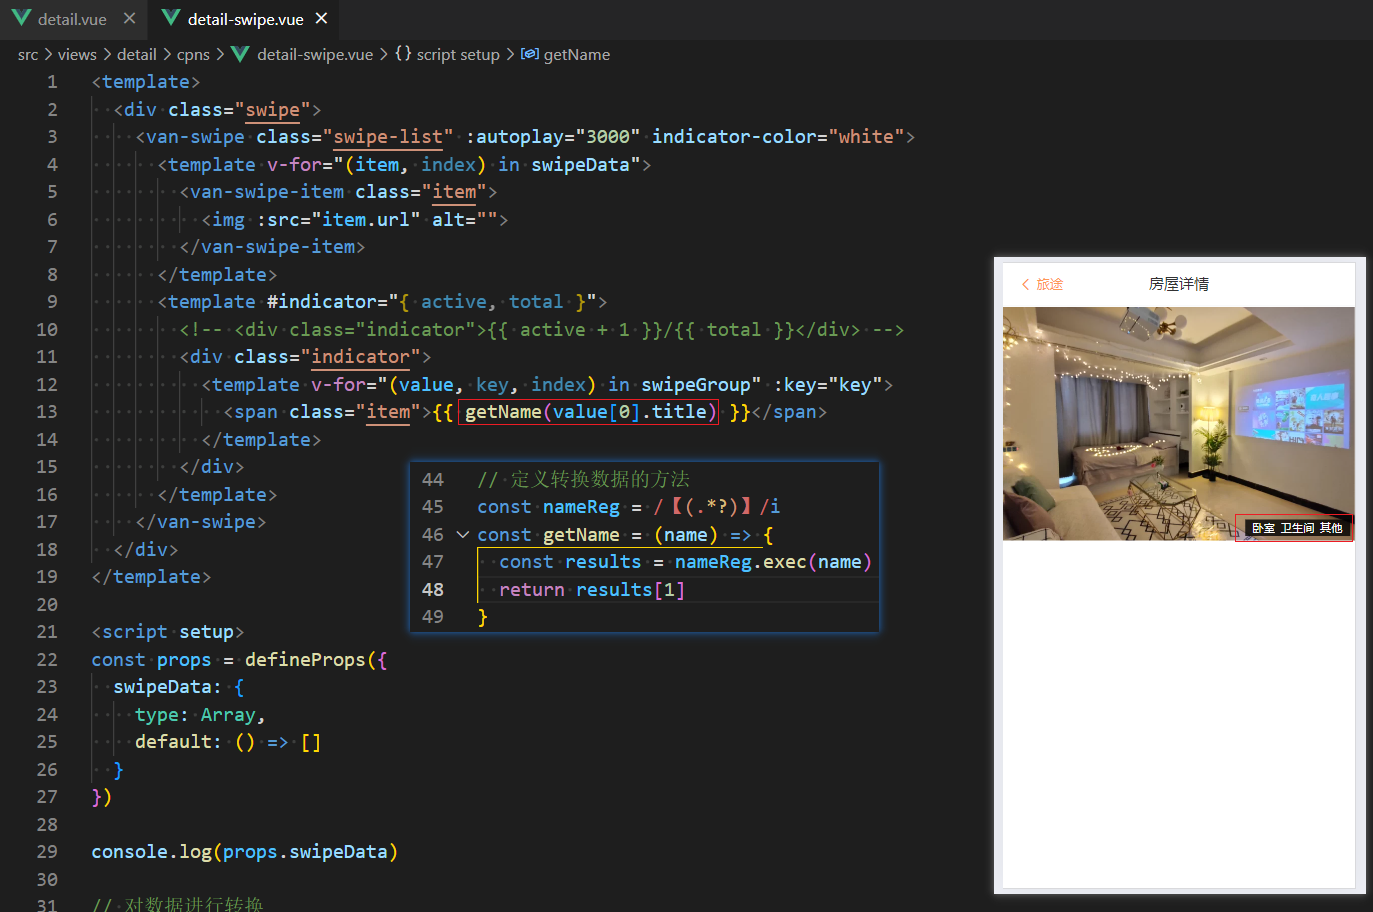 detail.vue
detail-swipe.vue
src > views > detail > cpns > detail-swipe.vue > {} script setup > getName
1 <template>
2 <div class="swipe">
3 <van-swipe class="swipe-list" :autoplay="3000" indicator-color="white">
4 <template v-for="(item, index) in swipeData">
5 <van-swipe-item class="item">
6 <img :src="item.url" alt="">
7 </van-swipe-item>
8 </template>
9 <template #indicator="{ active, total }">
10 <!-- <div class="indicator">{{ active + 1 }}/{{ total }}</div> -->
11 <div class="indicator">
12 <template v-for="(value, key, index) in swipeGroup" :key="key">
13 <span class="item">{{ getName(value[0].title) }}</span>
14 </template>
15 </div>
16 </template>
17 </van-swipe>
18 </div>
19 </template>
20
21 <script setup>
22 const props = defineProps({
23 swipeData: {
24 type: Array,
25 default: () => []
26 }
27 })
28
29 console.log(props.swipeData)
30
31 // 对数据进行转换
44 // 定义转换数据的方法
45 const nameReg = /【(.*?)】/i
46 const getName = (name) => {
47 const results = nameReg.exec(name)
48 return results[1]
49 }
旅途
房屋详情
卧室 卫生间 其他